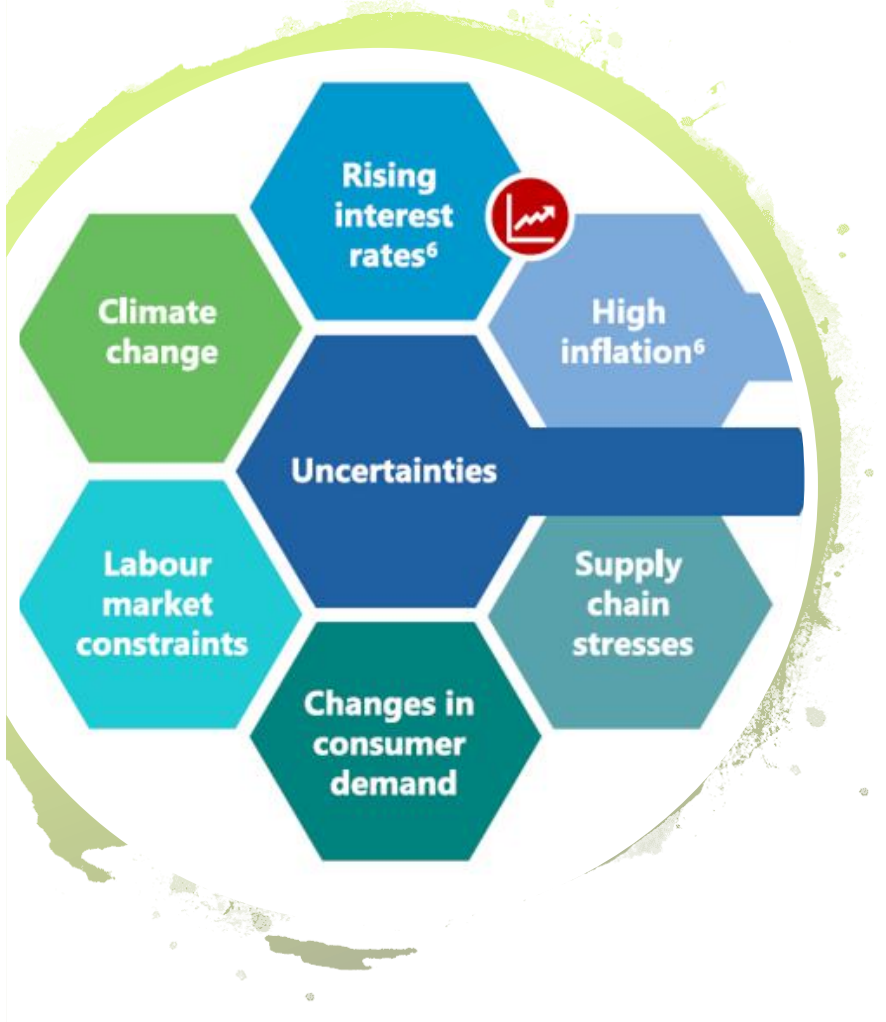 Rising
interest
rates⁶
Climate
change
High
inflation⁶
Uncertainties
Labour
market
constraints
Supply
chain
stresses
Changes in
consumer
demand